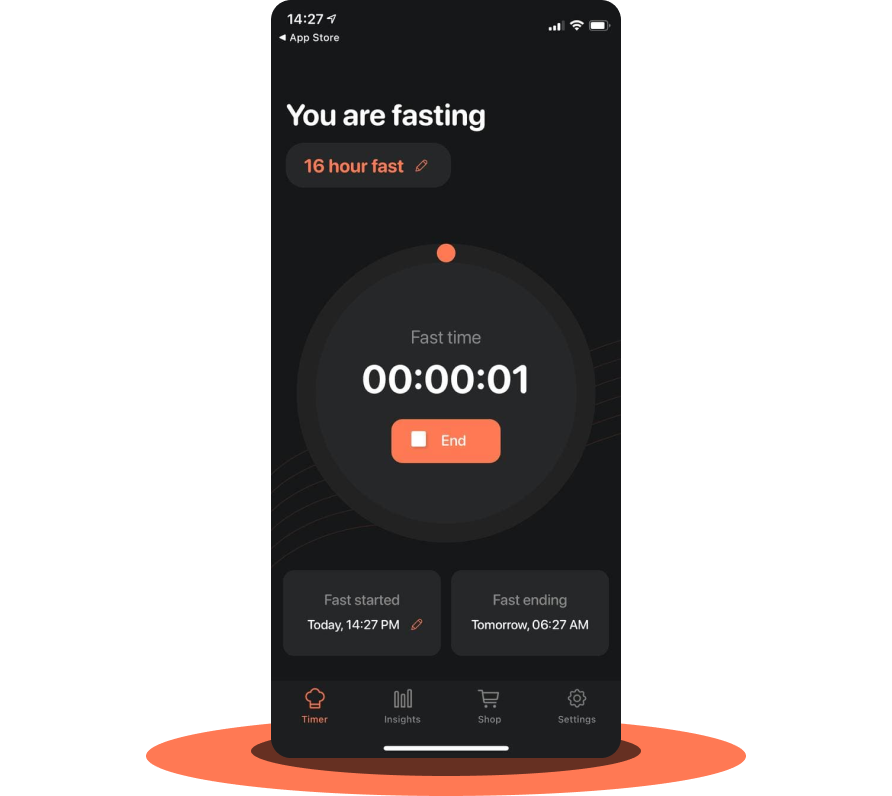 14:27
◀ App Store
You are fasting
16 hour fast
Fast time
00:00:01
End
Fast started
Today, 14:27 PM
Fast ending
Tomorrow, 06:27 AM
Timer
Insights
Shop
Settings